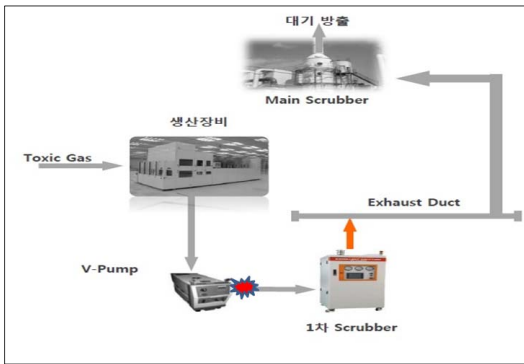 대기 방출
Main Scrubber
생산장비
Toxic Gas
Exhaust Duct
V-Pump
1차 Scrubber